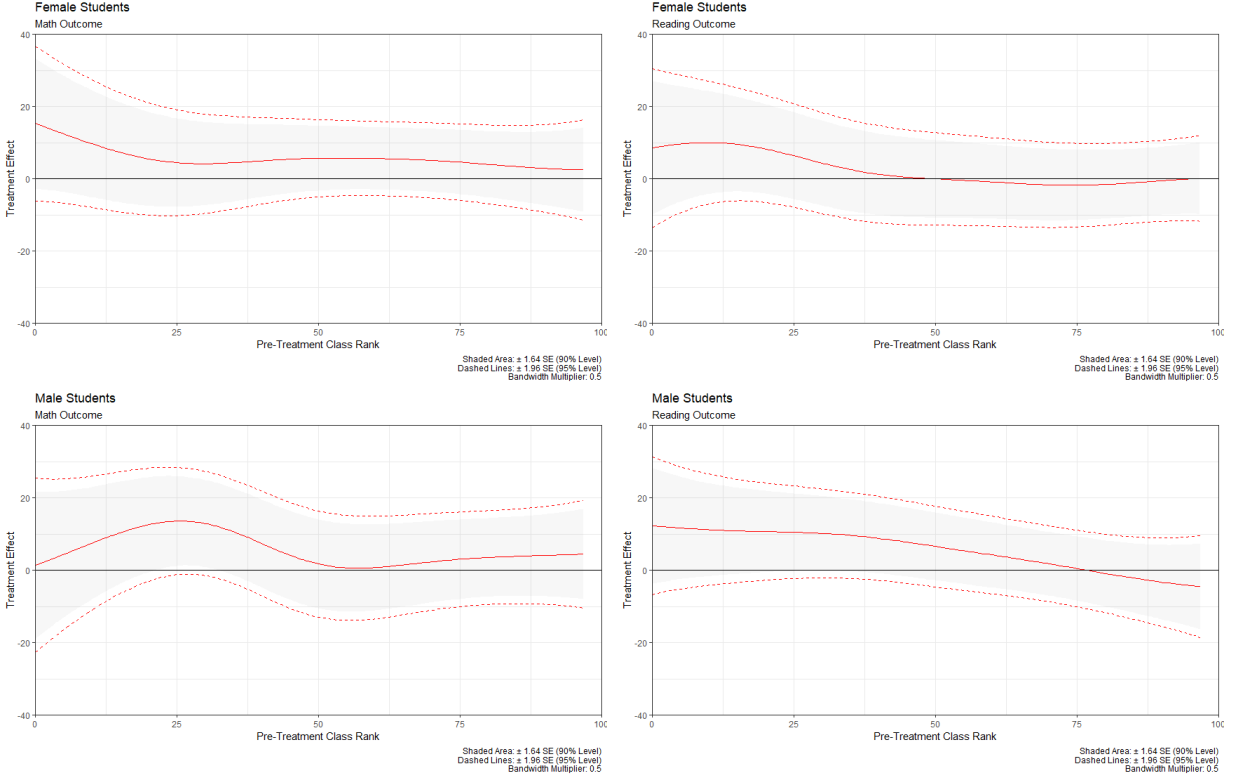 Female Students
Math Outcome
40
20
0
-20
-40
Treatment Effect
0
25
50
75
100
Pre-Treatment Class Rank
Shaded Area: ± 1.64 SE (90% Level)
Dashed Lines: ± 1.96 SE (95% Level)
Bandwidth Multiplier: 0.5
Female Students
Reading Outcome
40
20
0
-20
-40
Treatment Effect
0
25
50
75
100
Pre-Treatment Class Rank
Shaded Area: ± 1.64 SE (90% Level)
Dashed Lines: ± 1.96 SE (95% Level)
Bandwidth Multiplier: 0.5
Male Students
Math Outcome
40
20
0
-20
-40
Treatment Effect
0
25
50
75
100
Pre-Treatment Class Rank
Shaded Area: ± 1.64 SE (90% Level)
Dashed Lines: ± 1.96 SE (95% Level)
Bandwidth Multiplier: 0.5
Male Students
Reading Outcome
40
20
0
-20
-40
Treatment Effect
0
25
50
75
100
Pre-Treatment Class Rank
Shaded Area: ± 1.64 SE (90% Level)
Dashed Lines: ± 1.96 SE (95% Level)
Bandwidth Multiplier: 0.5